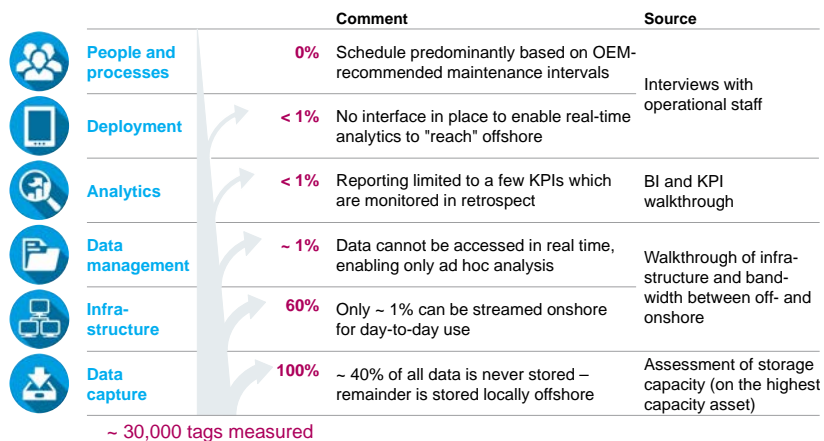 Comment
Source
People and
processes
0%
Schedule predominantly based on OEM-
recommended maintenance intervals
Interviews with
operational staff
Deployment
< 1%
No interface in place to enable real-time
analytics to "reach" offshore
Analytics
< 1%
Reporting limited to a few KPIs which
are monitored in retrospect
BI and KPI
walkthrough
Data
management
~ 1%
Data cannot be accessed in real time,
enabling only ad hoc analysis
Walkthrough of infra-
structure and band-
width between off- and
onshore
Infra-
structure
60%
Only ~ 1% can be streamed onshore
for day-to-day use
Data
capture
100%
~ 40% of all data is never stored –
remainder is stored locally offshore
Assessment of storage
capacity (on the highest
capacity asset)
~ 30,000 tags measured